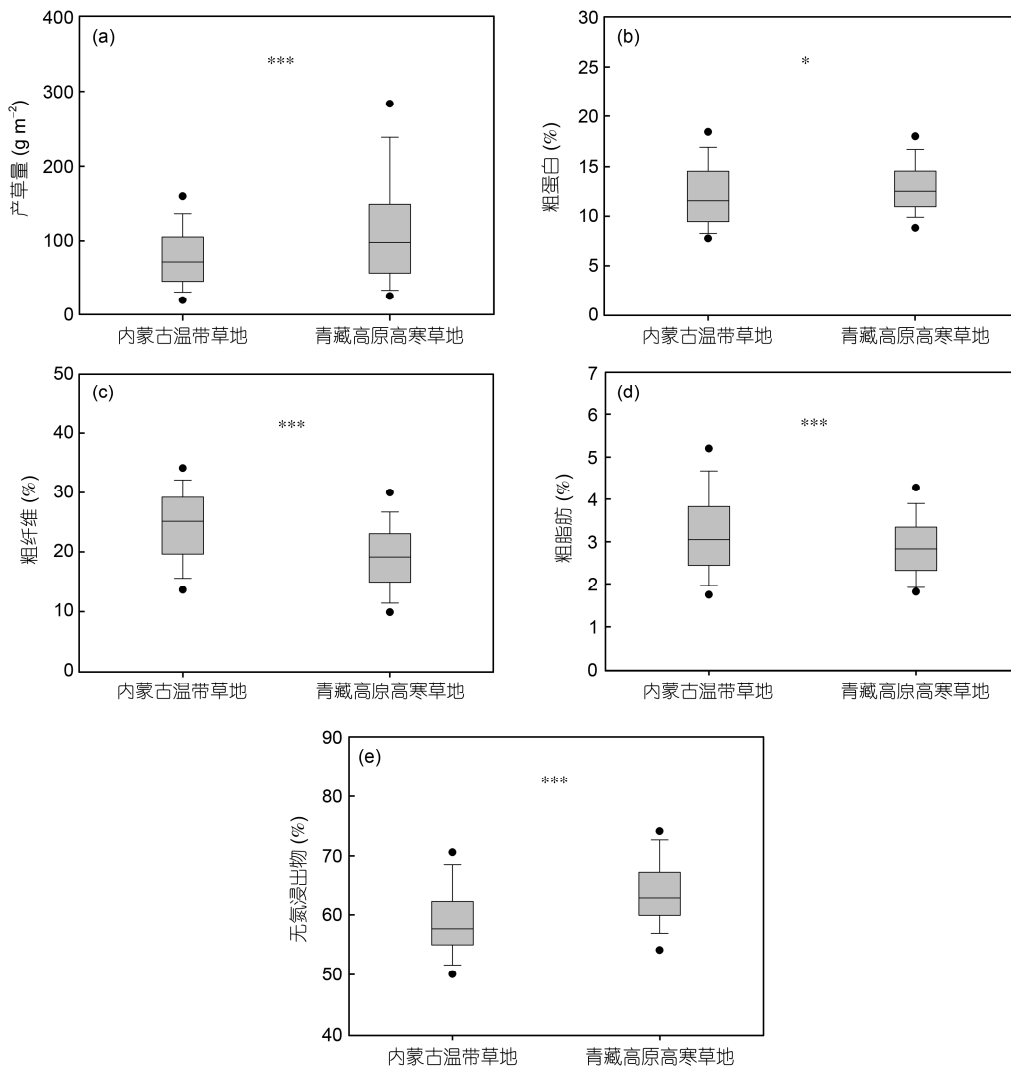 (a)
***
产草量 (g m⁻²)
400
300
200
100
0
内蒙古温带草地 青藏高原高寒草地
(b)
*
粗蛋白 (%)
30
25
20
15
10
5
0
内蒙古温带草地 青藏高原高寒草地
(c)
***
粗纤维 (%)
50
40
30
20
10
0
内蒙古温带草地 青藏高原高寒草地
(d)
***
粗脂肪 (%)
7
6
5
4
3
2
1
0
内蒙古温带草地 青藏高原高寒草地
(e)
***
无氮浸出物 (%)
90
80
70
60
50
40
内蒙古温带草地 青藏高原高寒草地